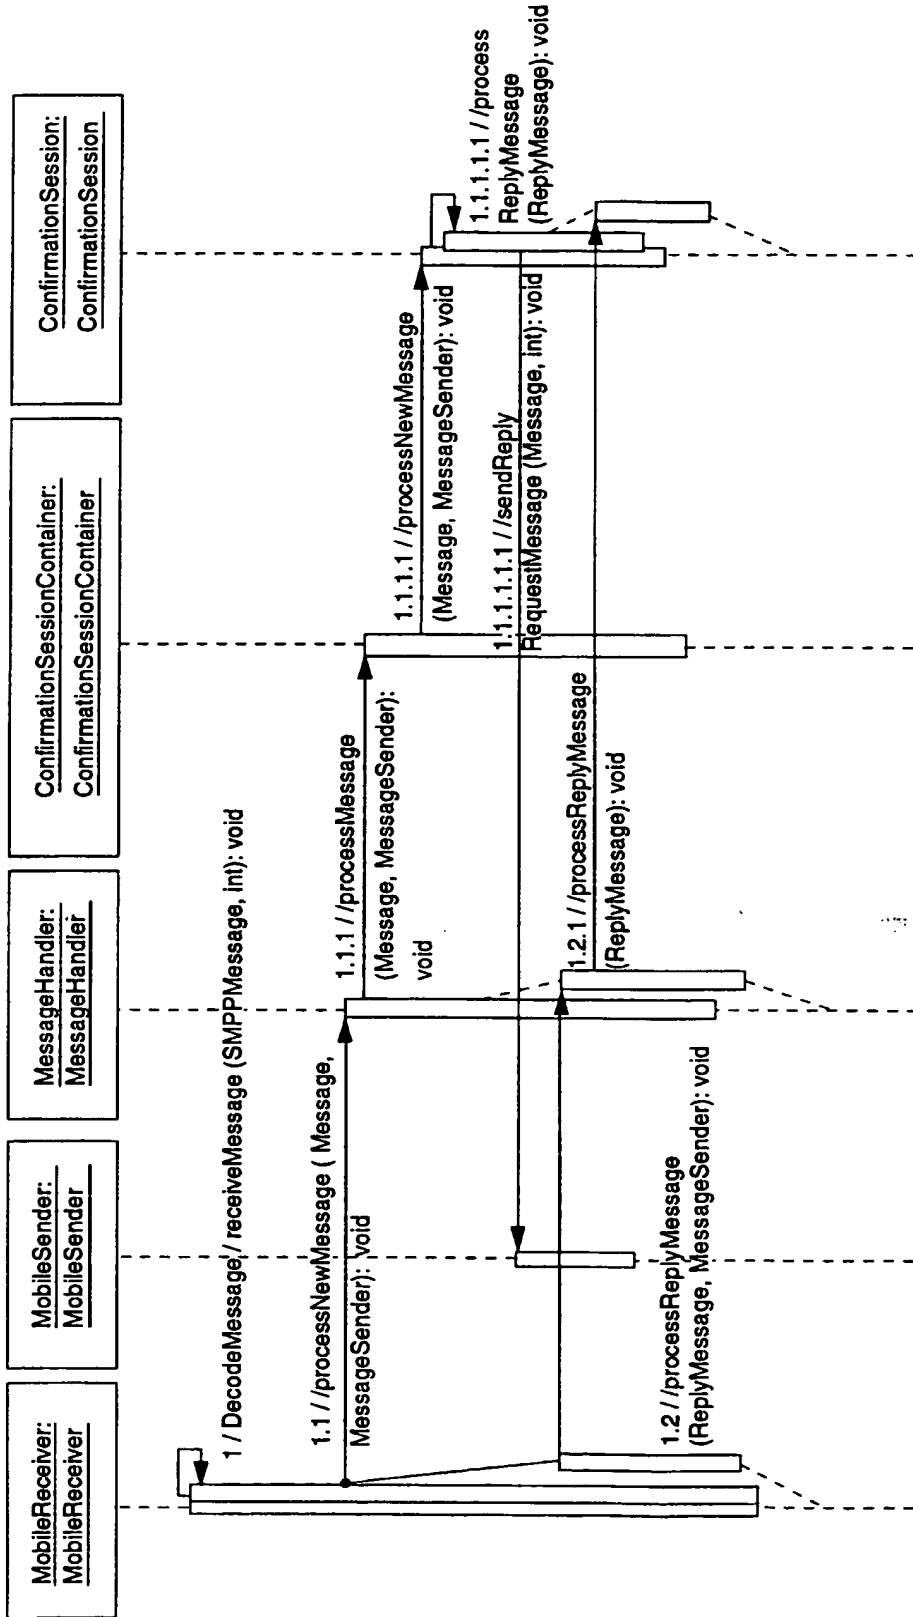 MobileReceiver:
MobileReceiver
MobileSender:
MobileSender
MessageHandler:
MessageHandler
ConfirmationSessionContainer:
ConfirmationSessionContainer
ConfirmationSession:
ConfirmationSession
1 / DecodeMessage / receiveMessage (SMPPMessage, int): void
1.1 / /processNewMessage ( Message,
MessageSender): void
1.1.1 / /processMessage
(Message, MessageSender):
void
1.1.1.1 / /processNewMessage
(Message, MessageSender): void
1.1.1.1.1 / /process
ReplyMessage
(ReplyMessage): void
1.1.1.1.1.1 / /sendReply
RequestMessage (Message, int): void
1.2 / /processReplyMessage
(ReplyMessage, MessageSender): void
1.2.1 / /processReplyMessage
(ReplyMessage): void